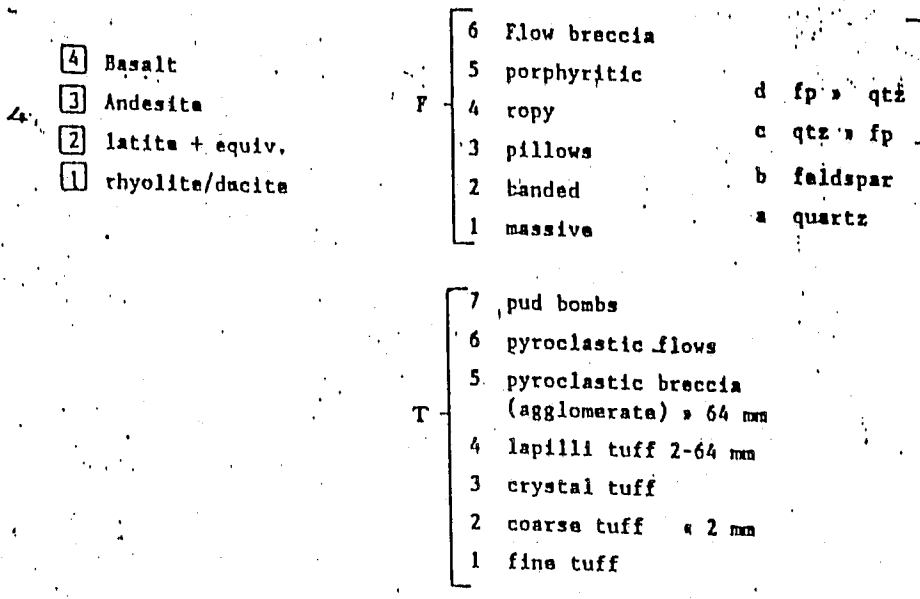 4 Basalt
3 Andesite
2 latite + equiv.
1 rhyolite/dacite
F
6 Flow breccia
5 porphyritic
4 ropy
3 pillows
2 banded
1 massive
d fp » qtz
c qtz » fp
b feldspar
a quartz
T
7 pud bombs
6 pyroclastic flows
5 pyroclastic breccia
(agglomerate) » 64 mm
4 lapilli tuff 2-64 mm
3 crystal tuff
2 coarse tuff « 2 mm
1 fine tuff